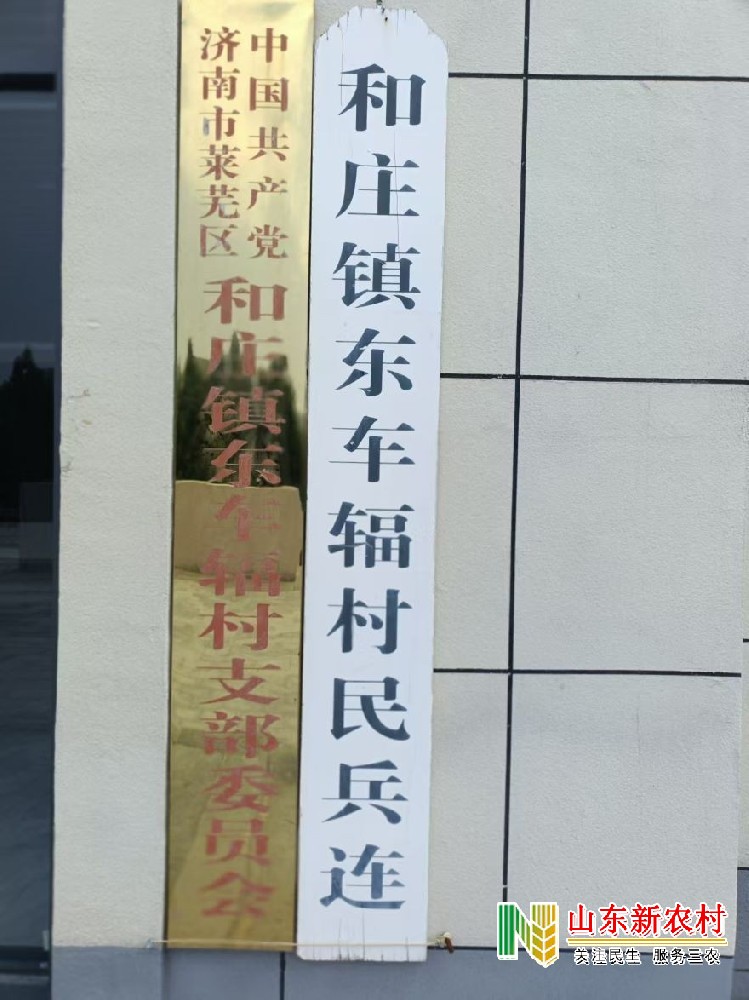 中国共产党
济南市莱芜区
和庄镇东车辐村支部委员会
和庄镇东车辐村民兵连
山东新农村
关注民生 服务三农